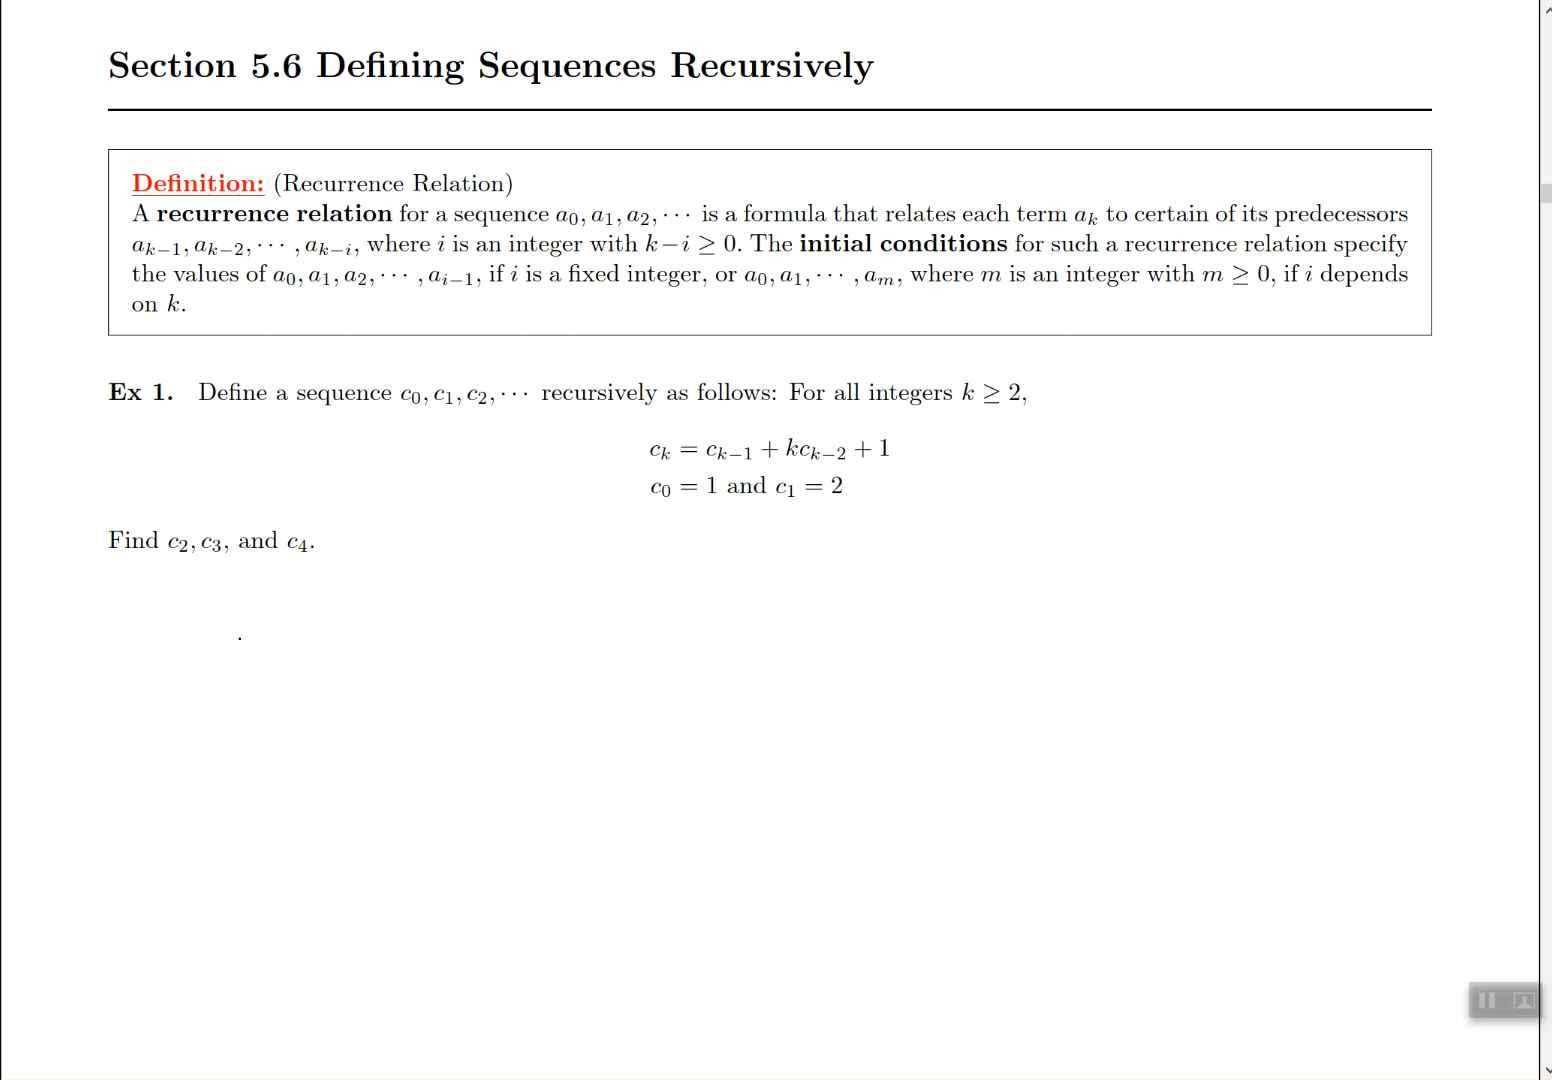 Section 5.6 Defining Sequences Recursively
Definition: (Recurrence Relation)
A recurrence relation for a sequence a₀, a₁, a₂, ⋯ is a formula that relates each term aₖ to certain of its predecessors
aₖ₋₁, aₖ₋₂, ⋯ , aₖ₋ᵢ, where i is an integer with k − i ≥ 0. The initial conditions for such a recurrence relation specify
the values of a₀, a₁, a₂, ⋯ , aᵢ₋₁, if i is a fixed integer, or a₀, a₁, ⋯ , aₘ, where m is an integer with m ≥ 0, if i depends
on k.
Ex 1. Define a sequence c₀, c₁, c₂, ⋯ recursively as follows: For all integers k ≥ 2,
cₖ = cₖ₋₁ + kcₖ₋₂ + 1
c₀ = 1 and c₁ = 2
Find c₂, c₃, and c₄.